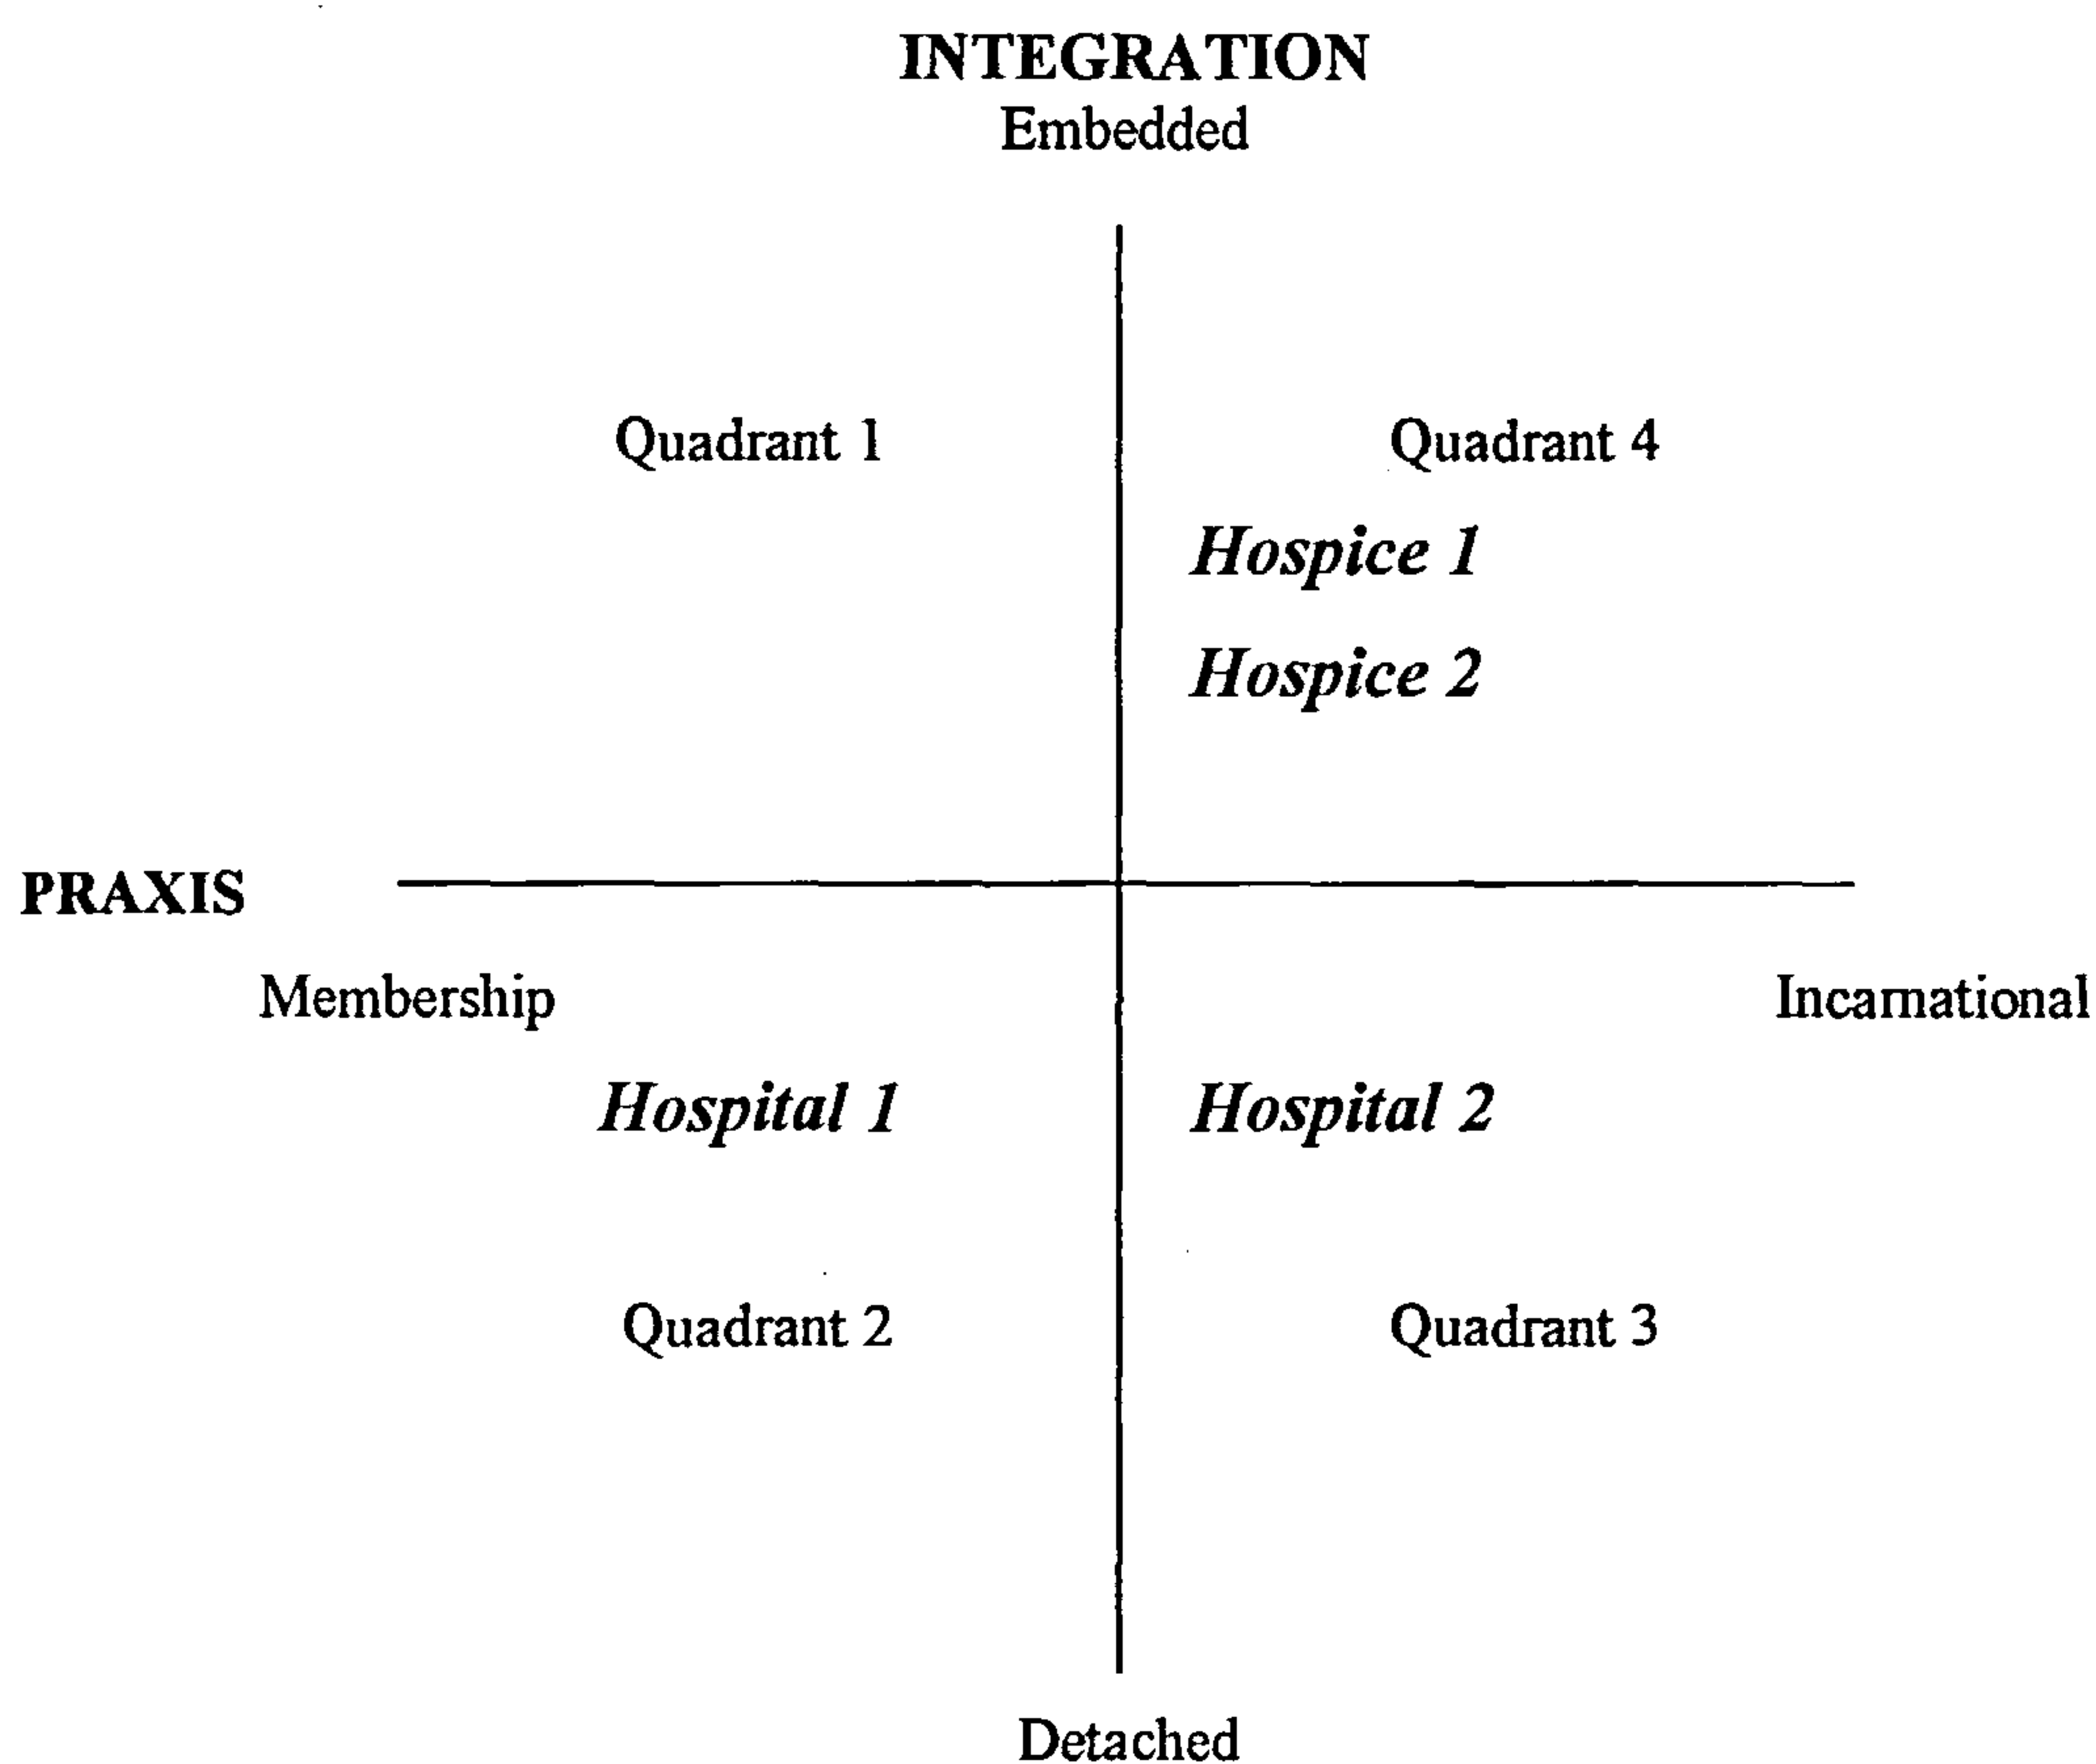 INTEGRATION
Embedded
Quadrant 1
Quadrant 4
Hospice 1
Hospice 2
PRAXIS
Membership
Incarnational
Hospital 1
Hospital 2
Quadrant 2
Quadrant 3
Detached